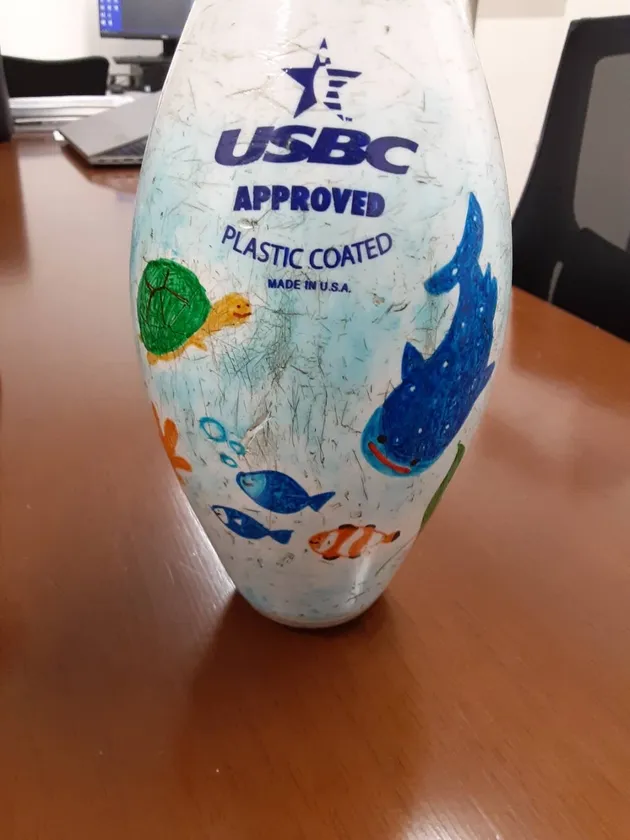 USBC
APPROVED
PLASTIC COATED
MADE IN U.S.A.